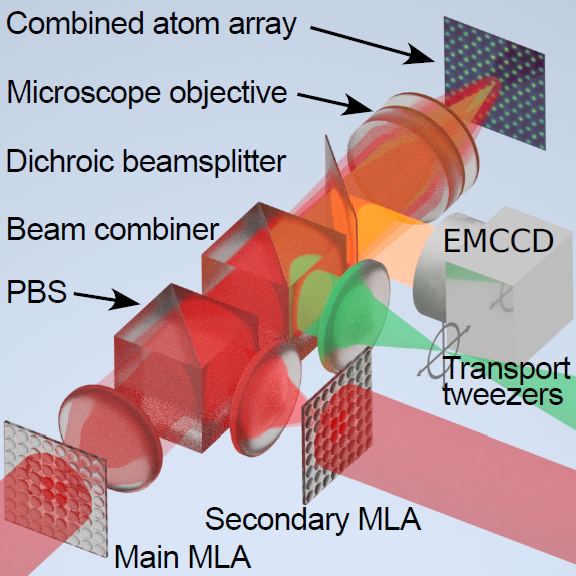 Combined atom array
Microscope objective
Dichroic beamsplitter
Beam combiner
EMCCD
PBS
Transport
tweezers
Secondary MLA
Main MLA